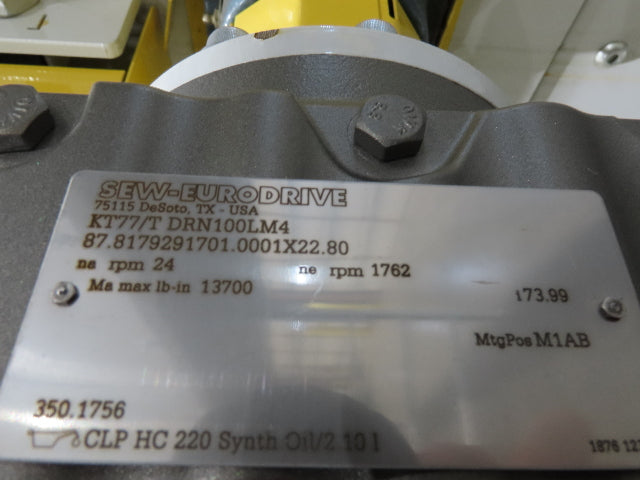 SEW-EURODRIVE
75115 DeSoto, TX - USA
KT77/T DRN100LM4
87.8179291701.0001X22.80
na rpm 24 ne rpm 1762
Ma max lb-in 13700 i73.99
MtgPos M1AB
350.1756
CLP HC 220 Synth Oil/2.10 l
1876